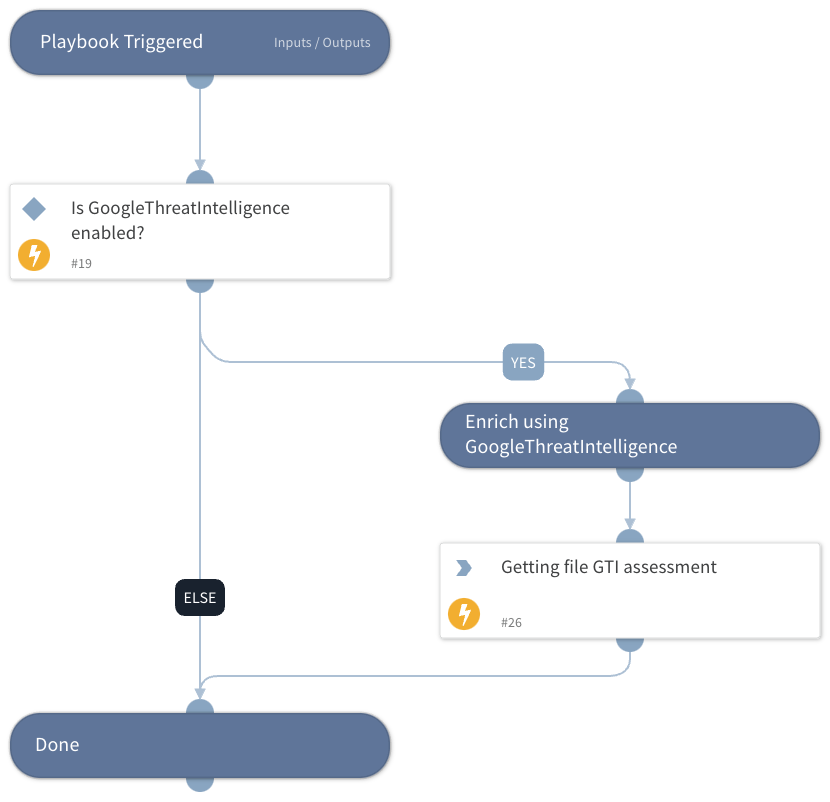 Playbook Triggered
Inputs / Outputs
Is GoogleThreatIntelligence
enabled?
#19
YES
Enrich using
GoogleThreatIntelligence
Getting file GTI assessment
#26
ELSE
Done